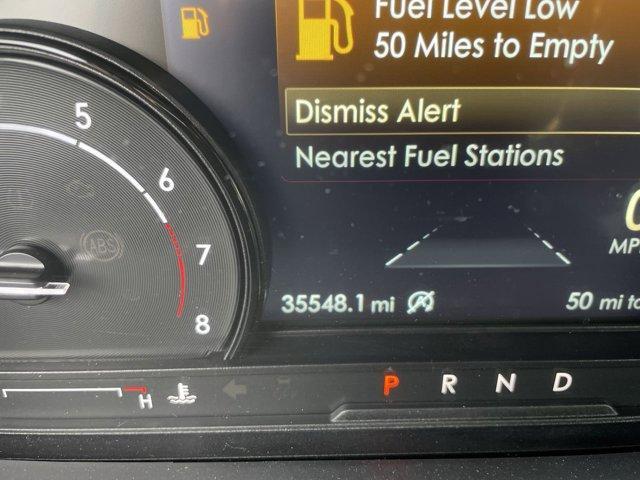 Fuel Level Low
50 Miles to Empty
Dismiss Alert
Nearest Fuel Stations
5
6
7
8
ABS
35548.1 mi
50 mi to
H
P R N D